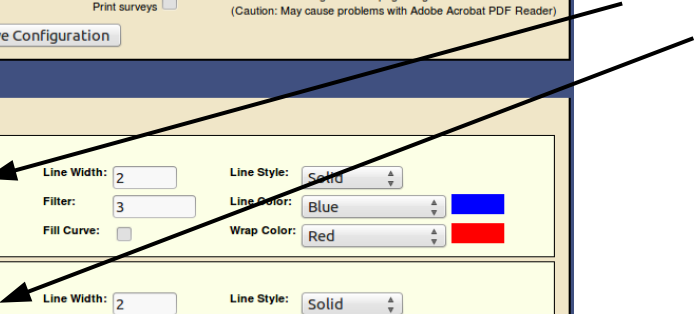 Print surveys
(Caution: May cause problems with Adobe Acrobat PDF Reader)
e Configuration
Line Width: 2 Line Style: Solid
Filter: 3 Line Color: Blue
Fill Curve: Wrap Color: Red
Line Width: 2 Line Style: Solid